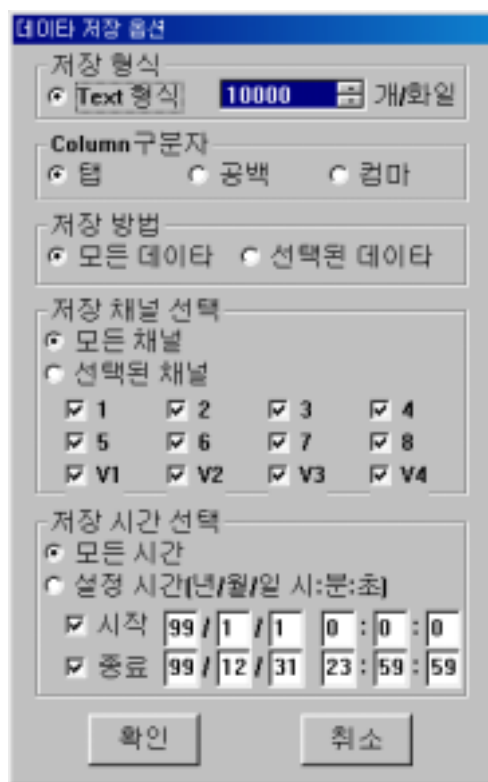 데이타 저장 옵션
저장 형식
Text 형식 10000 개/화일
Column 구분자
탭 공백 컴마
저장 방법
모든 데이타 선택된 데이타
저장 채널 선택
모든 채널
선택된 채널
1 2 3 4
5 6 7 8
V1 V2 V3 V4
저장 시간 선택
모든 시간
설정 시간(년/월/일 시:분:초)
시작 99 / 1 / 1 0 : 0 : 0
종료 99 / 12 / 31 23 : 59 : 59
확인 취소